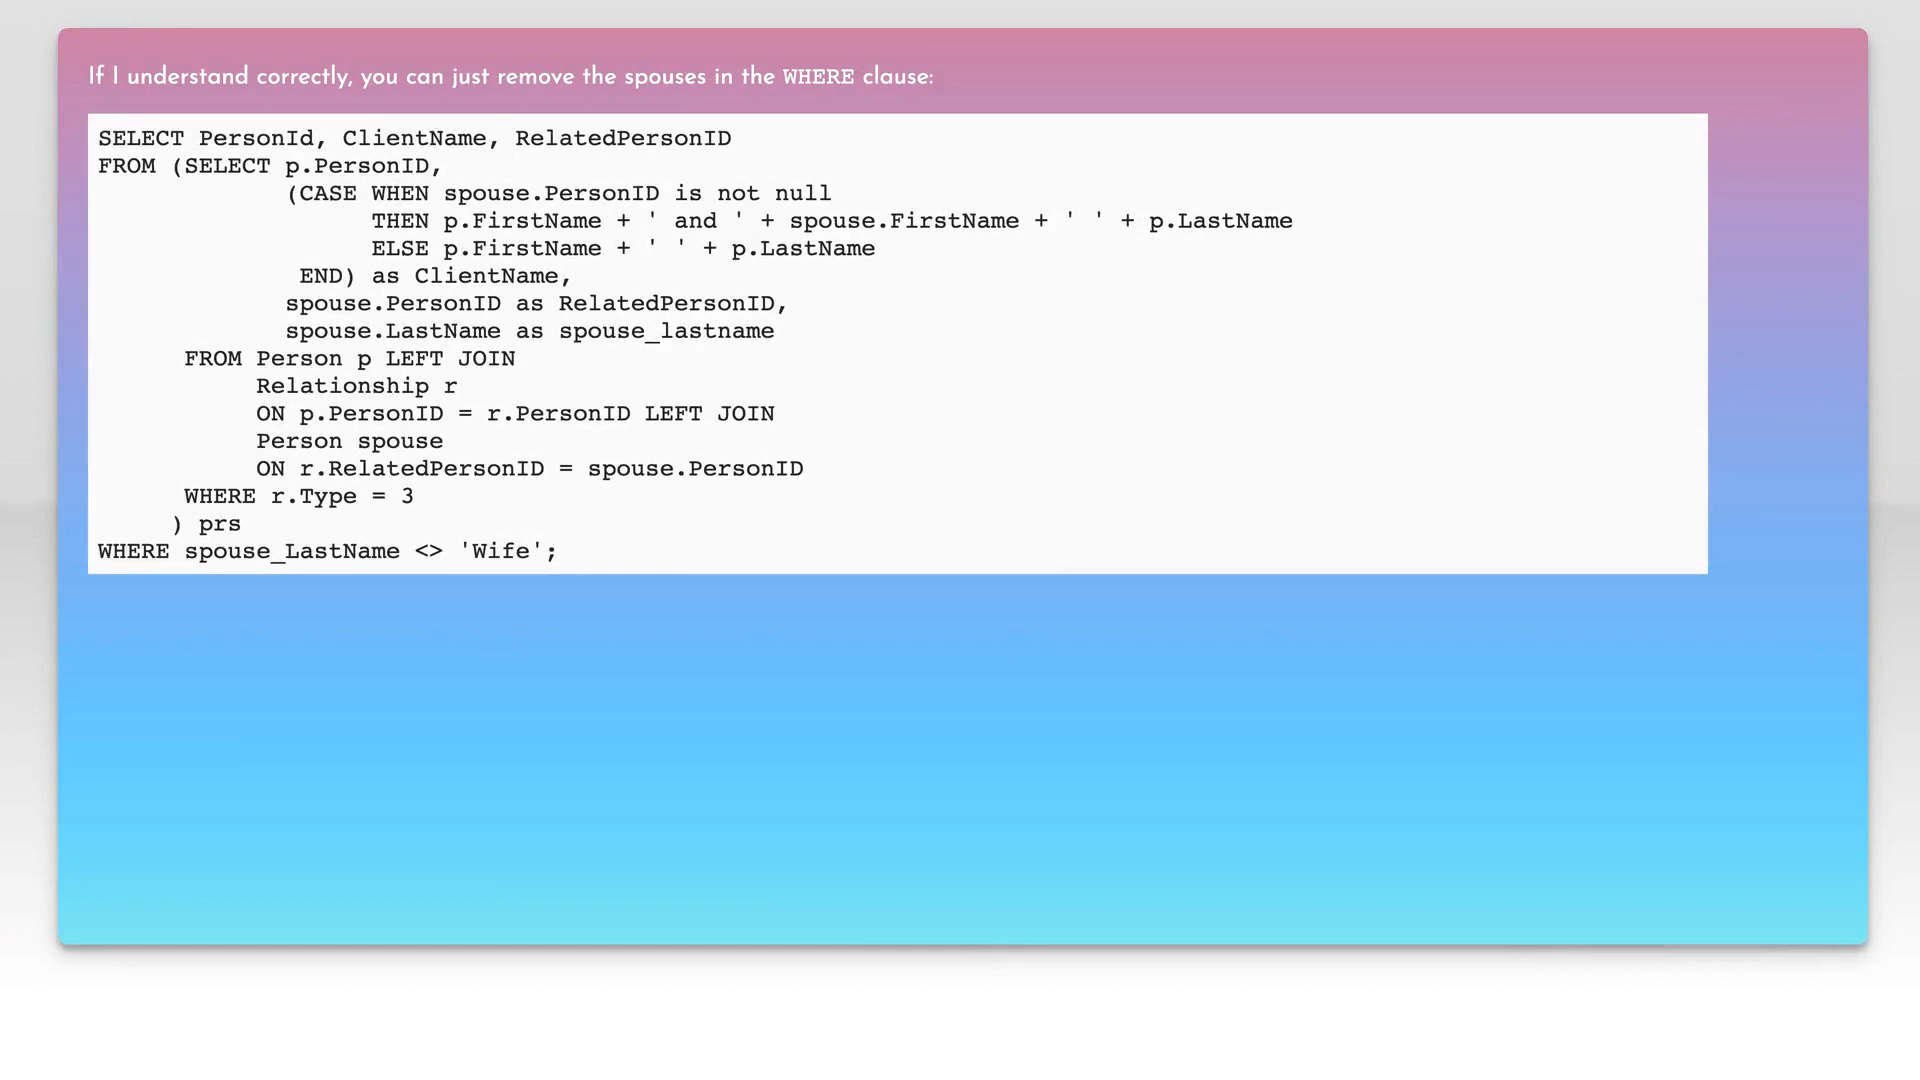 If I understand correctly, you can just remove the spouses in the WHERE clause:
SELECT PersonId, ClientName, RelatedPersonID
FROM (SELECT p.PersonID,
             (CASE WHEN spouse.PersonID is not null
                   THEN p.FirstName + ' and ' + spouse.FirstName + ' ' + p.LastName
                   ELSE p.FirstName + ' ' + p.LastName
              END) as ClientName,
             spouse.PersonID as RelatedPersonID,
             spouse.LastName as spouse_lastname
      FROM Person p LEFT JOIN
           Relationship r
           ON p.PersonID = r.PersonID LEFT JOIN
           Person spouse
           ON r.RelatedPersonID = spouse.PersonID
      WHERE r.Type = 3
     ) prs
WHERE spouse_LastName <> 'Wife';